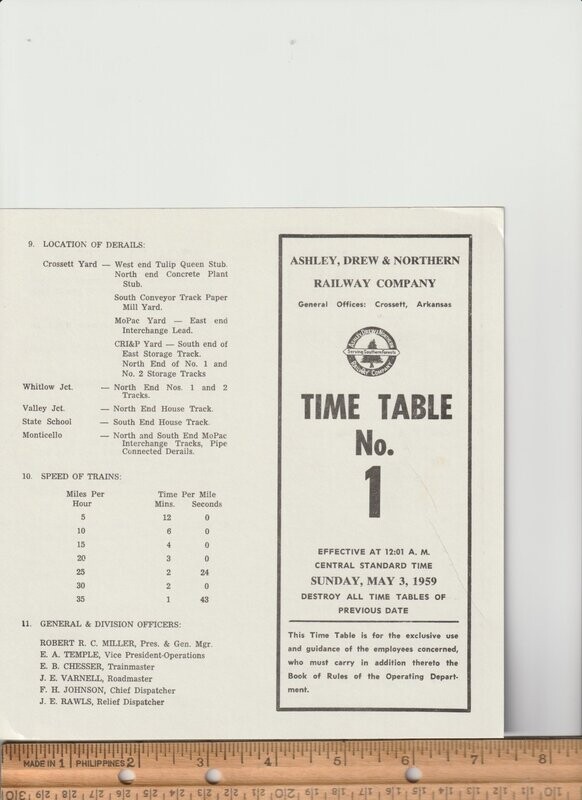 9. LOCATION OF DERAILS:
Crossett Yard — West end Tulip Queen Stub.
North end Concrete Plant
Stub.
South Conveyor Track Paper
Mill Yard.
MoPac Yard — East end
Interchange Lead.
CRI&P Yard — South end of
East Storage Track.
North End of No. 1 and
No. 2 Storage Tracks
Whitlow Jct. — North End Nos. 1 and 2
Tracks.
Valley Jct. — North End House Track.
State School — South End House Track.
Monticello — North and South End MoPac
Interchange Tracks, Pipe
Connected Derails.
10. SPEED OF TRAINS:
Miles Per Time Per Mile
Hour Mins. Seconds
5 12 0
10 6 0
15 4 0
20 3 0
25 2 24
30 2 0
35 1 43
11. GENERAL & DIVISION OFFICERS:
ROBERT R. C. MILLER, Pres. & Gen. Mgr.
E. A. TEMPLE, Vice President-Operations
E. B. CHESSER, Trainmaster
J. E. VARNELL, Roadmaster
F. H. JOHNSON, Chief Dispatcher
J. E. RAWLS, Relief Dispatcher
ASHLEY, DREW & NORTHERN
RAILWAY COMPANY
General Offices: Crossett, Arkansas
Ashley Drew & Northern
Serving Southern Forests
Railway Company
TIME TABLE
No.
1
EFFECTIVE AT 12:01 A. M.
CENTRAL STANDARD TIME
SUNDAY, MAY 3, 1959
DESTROY ALL TIME TABLES OF
PREVIOUS DATE
This Time Table is for the exclusive use
and guidance of the employees concerned,
who must carry in addition thereto the
Book of Rules of the Operating Depart-
ment.
MADE IN 1 PHILIPPINES 2 3 4 5 6 7 8